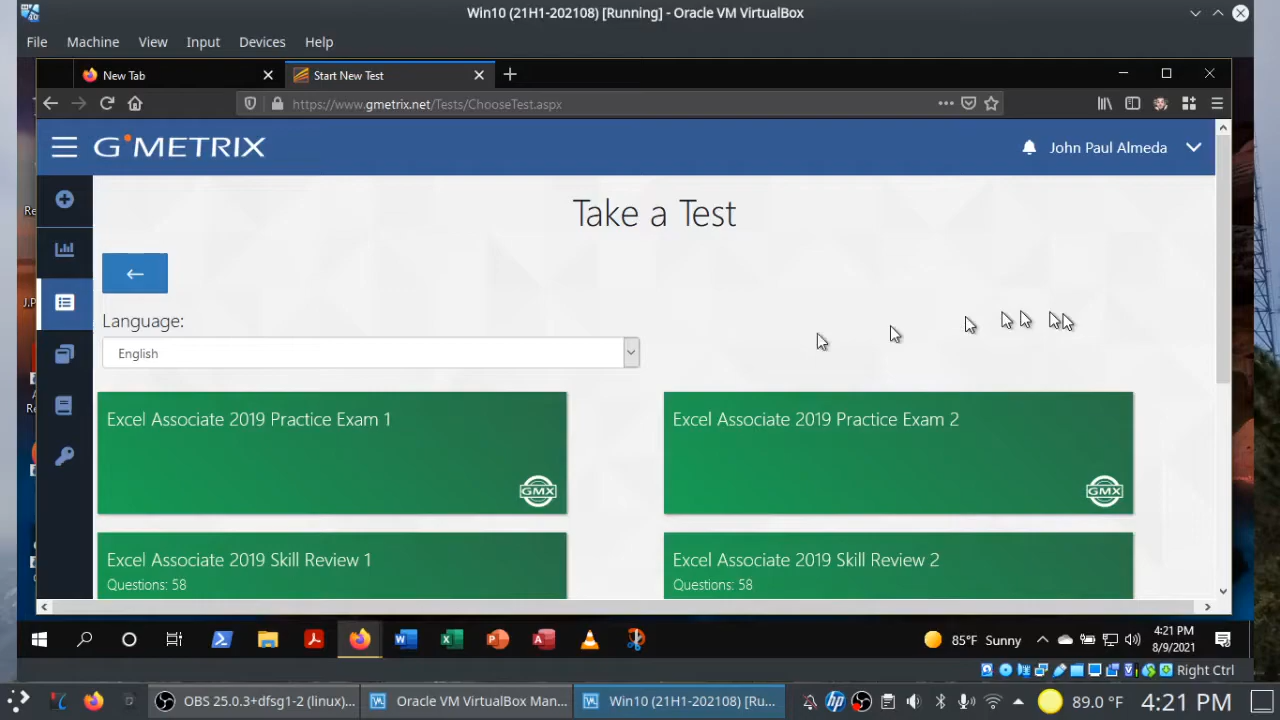 Win10 (21H1-202108) [Running] - Oracle VM VirtualBox
File Machine View Input Devices Help
New Tab
Start New Test
https://www.gmetrix.net/Tests/ChooseTest.aspx
G METRIX
John Paul Almeda
Take a Test
Language:
English
Excel Associate 2019 Practice Exam 1
GMX
Excel Associate 2019 Practice Exam 2
GMX
Excel Associate 2019 Skill Review 1
Questions: 58
Excel Associate 2019 Skill Review 2
Questions: 58
85°F Sunny
4:21 PM
8/9/2021
Right Ctrl
OBS 25.0.3+dfsg1-2 (linux)...
Oracle VM VirtualBox Man...
Win10 (21H1-202108) [Ru...
89.0 °F
4:21 PM